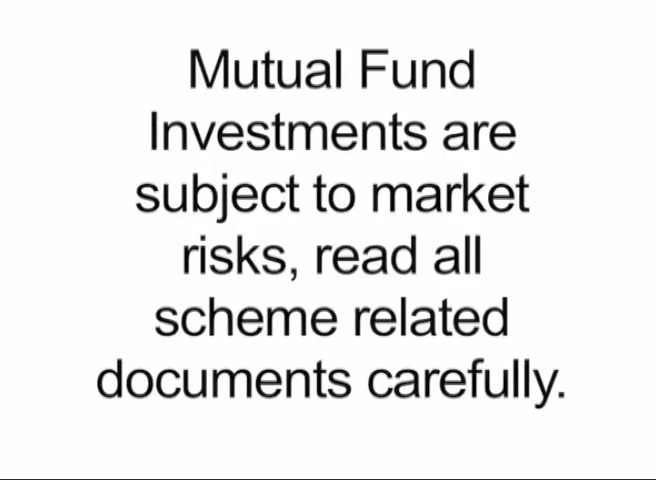 Mutual Fund
Investments are
subject to market
risks, read all
scheme related
documents carefully.